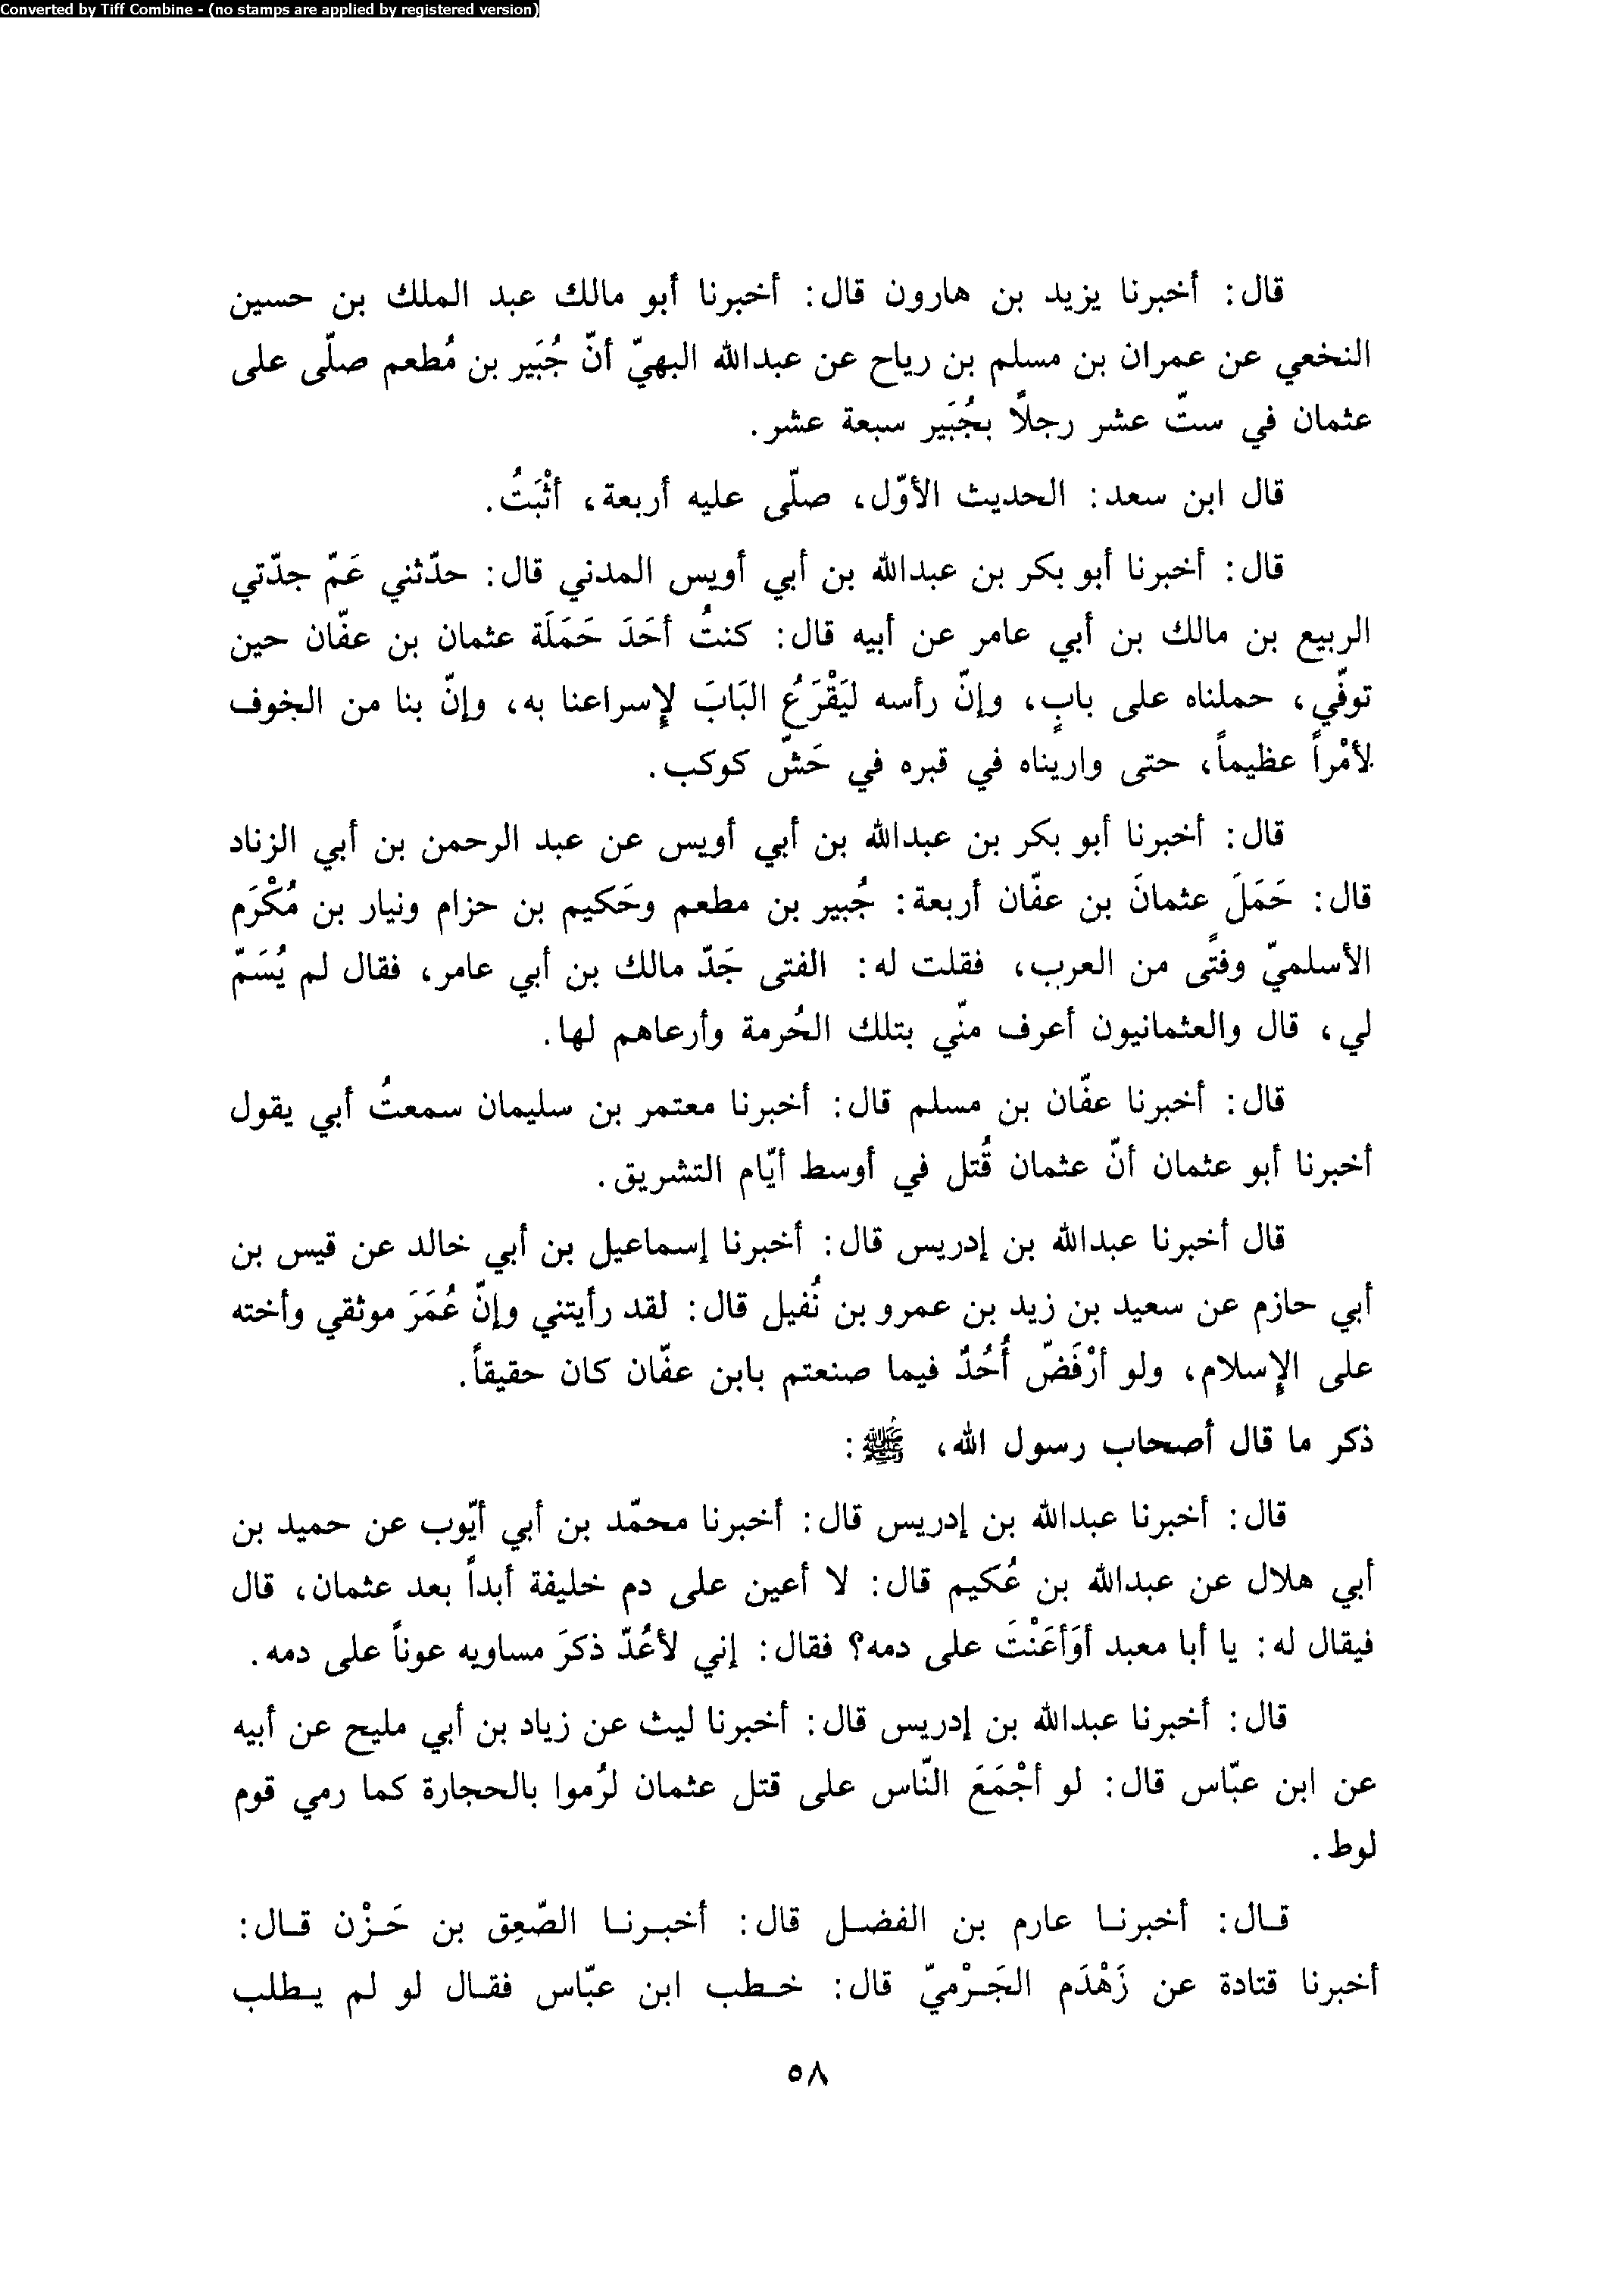 Converted by Tiff Combine - (no stamps are applied by registered version)
قال: أخبرنا يزيد بن هارون قال: أخبرنا أبو مالك عبد الملك بن حسين
النخعي عن عمران بن مسلم بن رياح عن عبدالله البهيّ أنّ جُبَير بن مُطعم صلّى على
عثمان في ستّ عشر رجلًا بجُبَير سبعة عشر.
قال ابن سعد: الحديث الأوّل، صلّى عليه أربعة، أثْبَتُ.
قال: أخبرنا أبو بكر بن عبدالله بن أبي أويس المدني قال: حدّثني عَمّ جدّتي
الربيع بن مالك بن أبي عامر عن أبيه قال: كنتُ أحَدَ حَمَلَة عثمان بن عفّان حين
توفّي، حملناه على بابٍ، وإنّ رأسه ليَقْرَعُ البَابَ لإسراعنا به، وإنّ بنا من الخوف
لأمْراً عظيماً، حتى واريناه في قبره في حَشّ كوكب.
قال: أخبرنا أبو بكر بن عبدالله بن أبي أويس عن عبد الرحمن بن أبي الزناد
قال: حَمَلَ عثمانَ بن عفّان أربعة: جُبير بن مطعم وحَكيم بن حزام ونيار بن مُكْرَم
الأسلميّ وفتًى من العرب، فقلت له: الفتى جَدّ مالك بن أبي عامر، فقال لم يُسَمّ
لي، قال والعثمانيون أعرف منّي بتلك الحُرمة وأرعاهم لها.
قال: أخبرنا عفّان بن مسلم قال: أخبرنا معتمر بن سليمان سمعتُ أبي يقول
أخبرنا أبو عثمان أنّ عثمان قُتل في أوسط أيّام التشريق.
قال أخبرنا عبدالله بن إدريس قال: أخبرنا إسماعيل بن أبي خالد عن قيس بن
أبي حازم عن سعيد بن زيد بن عمرو بن نُفيل قال: لقد رأيتني وإنّ عُمَرَ موثقي وأخته
على الإسلام، ولو أرْفَضّ أُحُدٌ فيما صنعتم بابن عفّان كان حقيقاً.
ذكر ما قال أصحاب رسول الله، ﷺ:
قال: أخبرنا عبدالله بن إدريس قال: أخبرنا محمّد بن أبي أيّوب عن حميد بن
أبي هلال عن عبدالله بن عُكيم قال: لا أعين على دم خليفة أبداً بعد عثمان، قال
فيقال له: يا أبا معبد أوَأعَنْتَ على دمه؟ فقال: إني لأعُدّ ذكرَ مساويه عوناً على دمه.
قال: أخبرنا عبدالله بن إدريس قال: أخبرنا ليث عن زياد بن أبي مليح عن أبيه
عن ابن عبّاس قال: لو أجْمَعَ النّاس على قتل عثمان لرُموا بالحجارة كما رمي قوم
لوط.
قال: أخبرنا عارم بن الفضل قال: أخبرنا الصّعِق بن حَزْن قال:
أخبرنا قتادة عن زَهْدَم الجَرْميّ قال: خطب ابن عبّاس فقال لو لم يطلب
٥٨